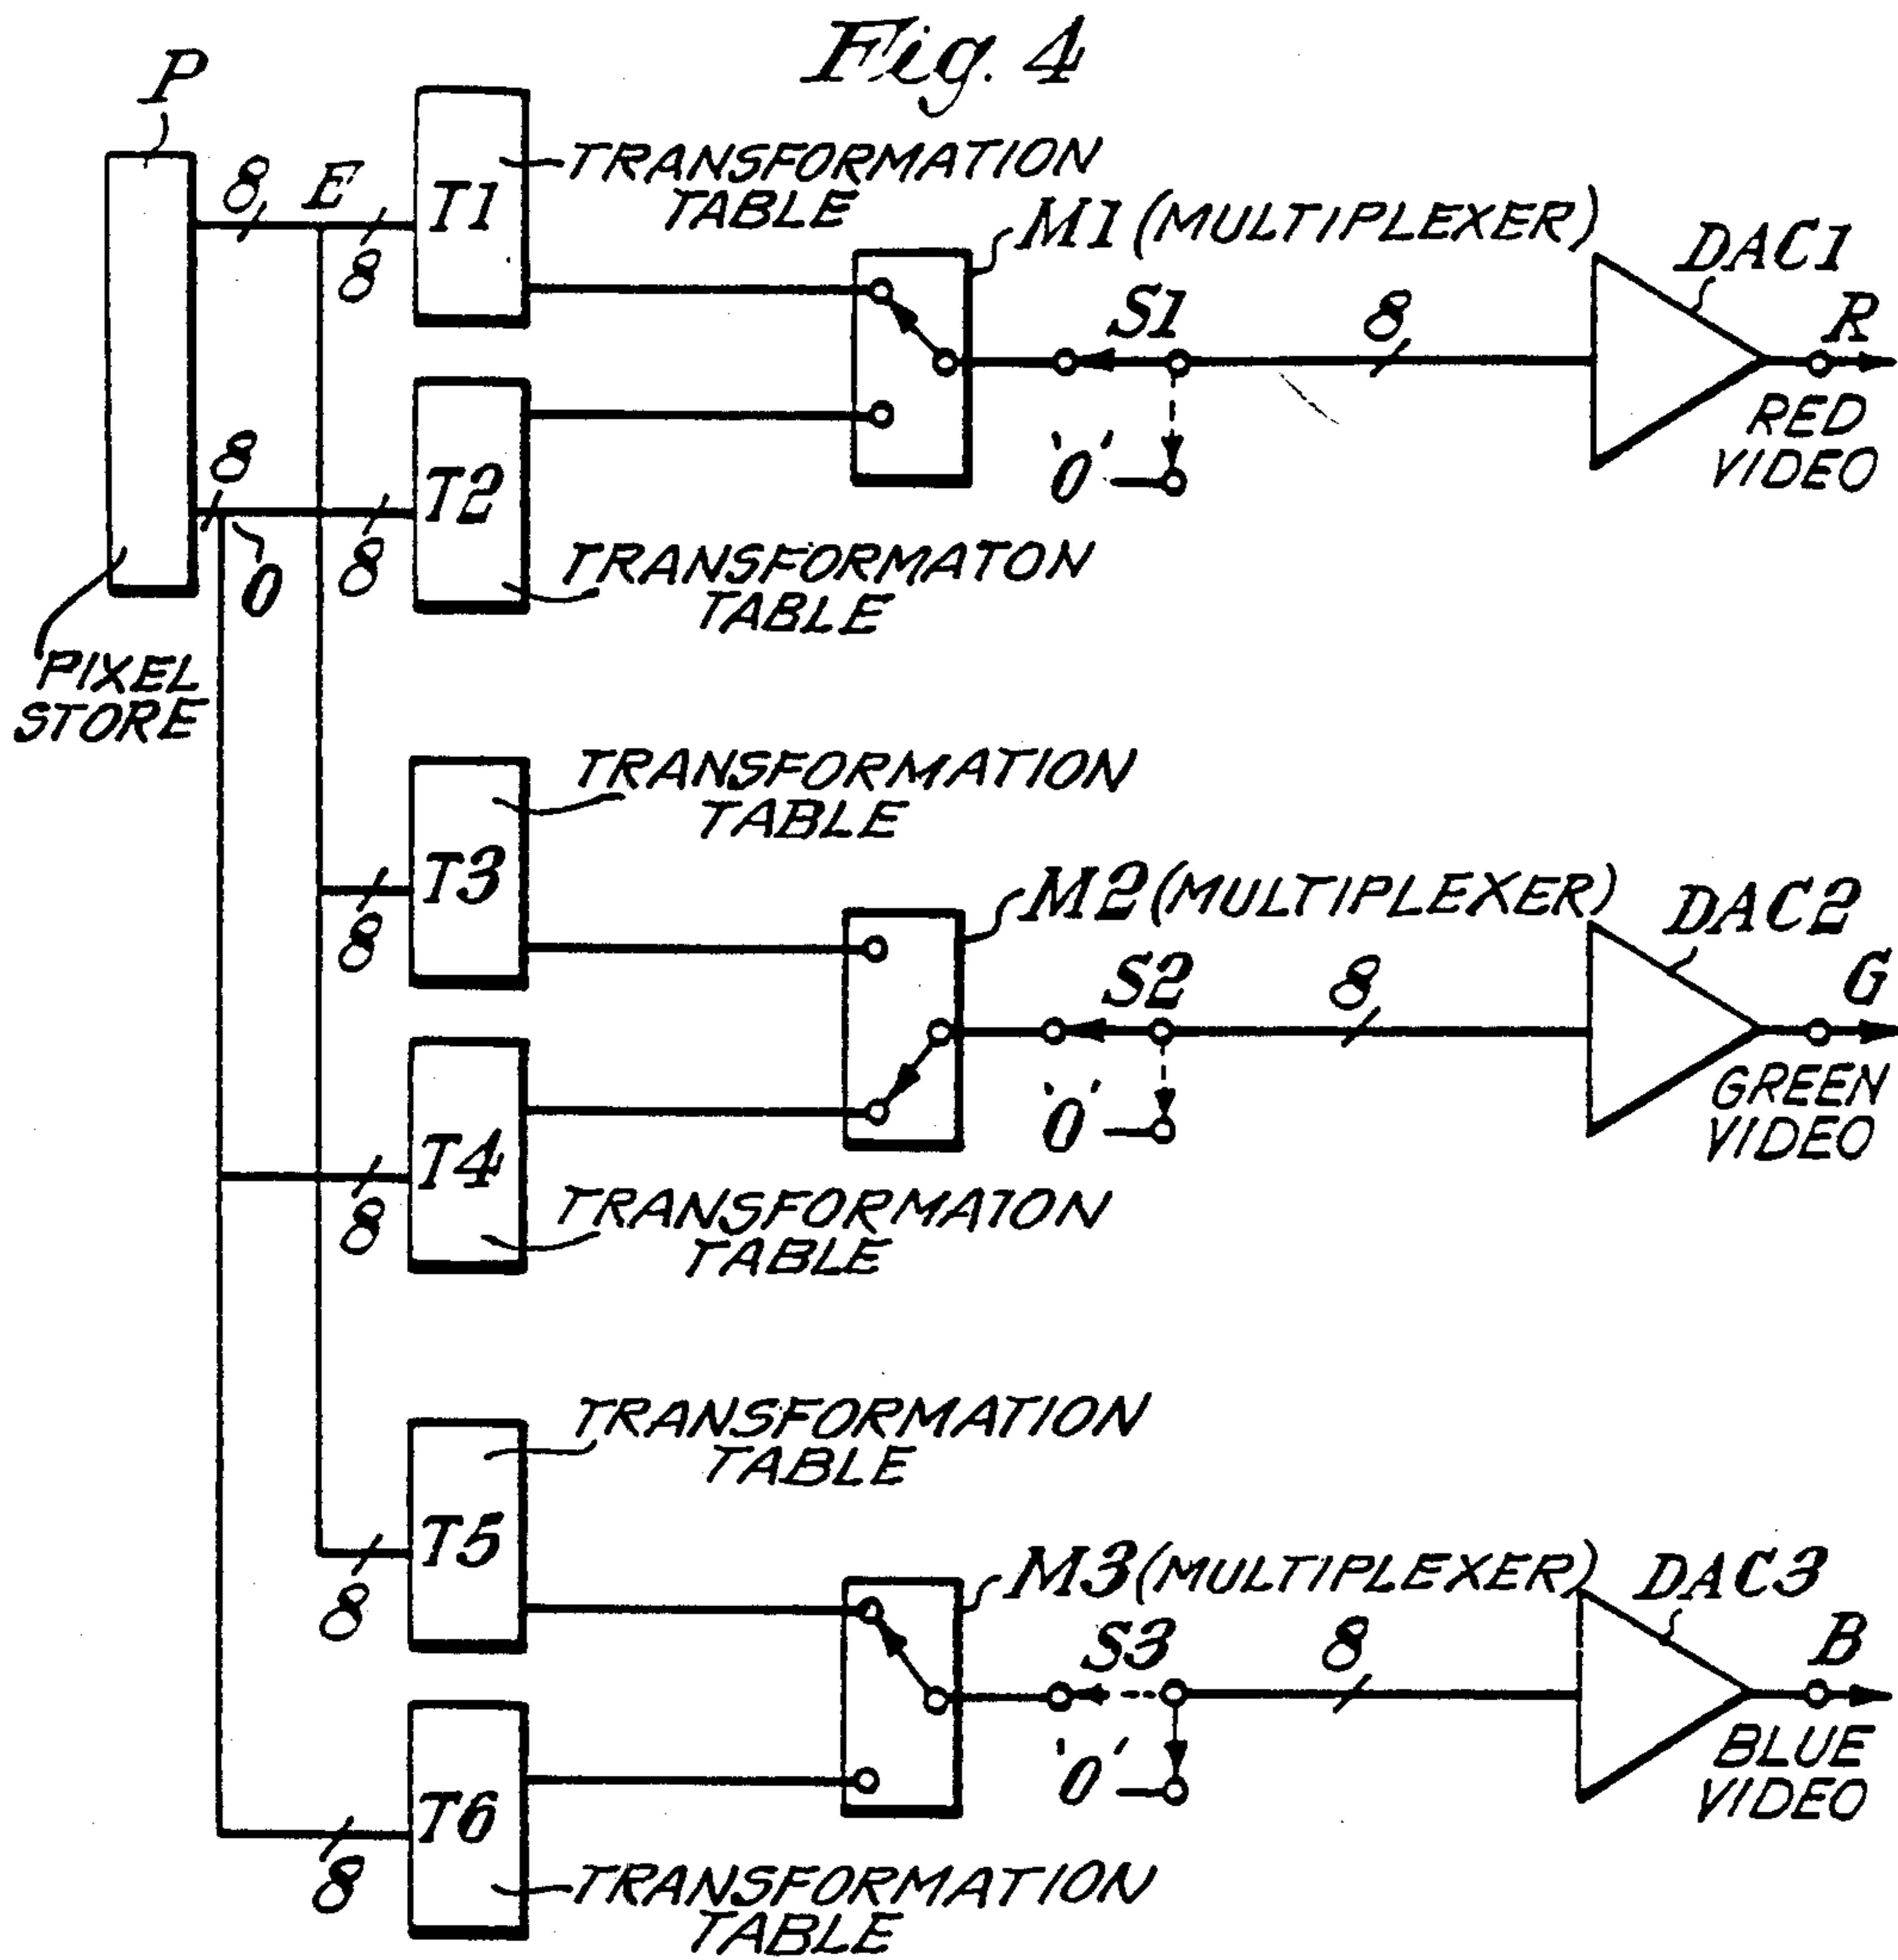 Fig. 4
P
8
E
8
T1
TRANSFORMATION
TABLE
M1 (MULTIPLEXER)
DAC1
S1
8
R
RED
VIDEO
'0'
8
0
8
T2
TRANSFORMATON
TABLE
PIXEL
STORE
TRANSFORMATION
TABLE
T3
8
M2 (MULTIPLEXER)
DAC2
S2
8
G
GREEN
VIDEO
'0'
T4
8
TRANSFORMATON
TABLE
TRANSFORMATION
TABLE
T5
8
M3 (MULTIPLEXER)
DAC3
S3
8
B
BLUE
VIDEO
'0'
T6
8
TRANSFORMATION
TABLE